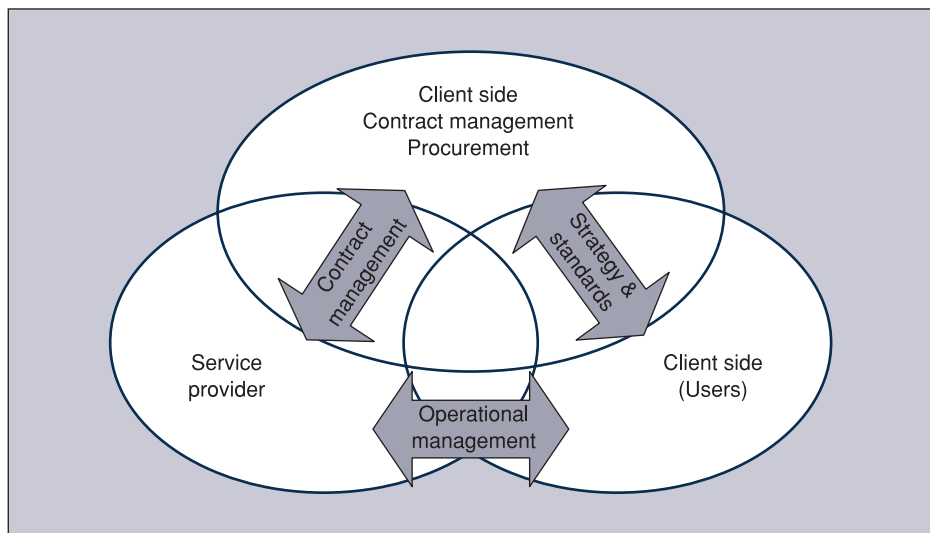 Client side
Contract management
Procurement
Contract
management
Strategy &
standards
Service
provider
Client side
(Users)
Operational
management